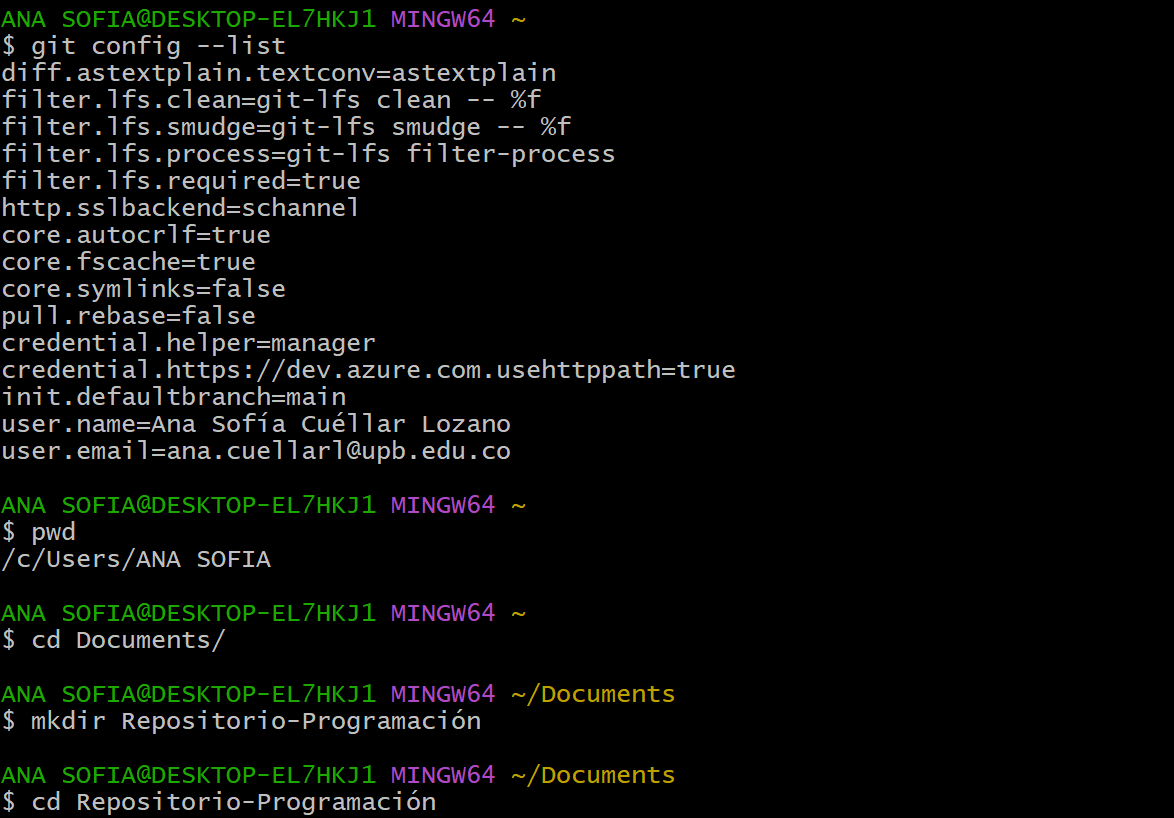 ANA SOFIA@DESKTOP-EL7HKJ1 MINGW64 ~
$ git config --list
diff.astextplain.textconv=astextplain
filter.lfs.clean=git-lfs clean -- %f
filter.lfs.smudge=git-lfs smudge -- %f
filter.lfs.process=git-lfs filter-process
filter.lfs.required=true
http.sslbackend=schannel
core.autocrlf=true
core.fscache=true
core.symlinks=false
pull.rebase=false
credential.helper=manager
credential.https://dev.azure.com.usehttppath=true
init.defaultbranch=main
user.name=Ana Sofía Cuéllar Lozano
user.email=ana.cuellarl@upb.edu.co
ANA SOFIA@DESKTOP-EL7HKJ1 MINGW64 ~
$ pwd
/c/Users/ANA SOFIA
ANA SOFIA@DESKTOP-EL7HKJ1 MINGW64 ~
$ cd Documents/
ANA SOFIA@DESKTOP-EL7HKJ1 MINGW64 ~/Documents
$ mkdir Repositorio-Programación
ANA SOFIA@DESKTOP-EL7HKJ1 MINGW64 ~/Documents
$ cd Repositorio-Programación